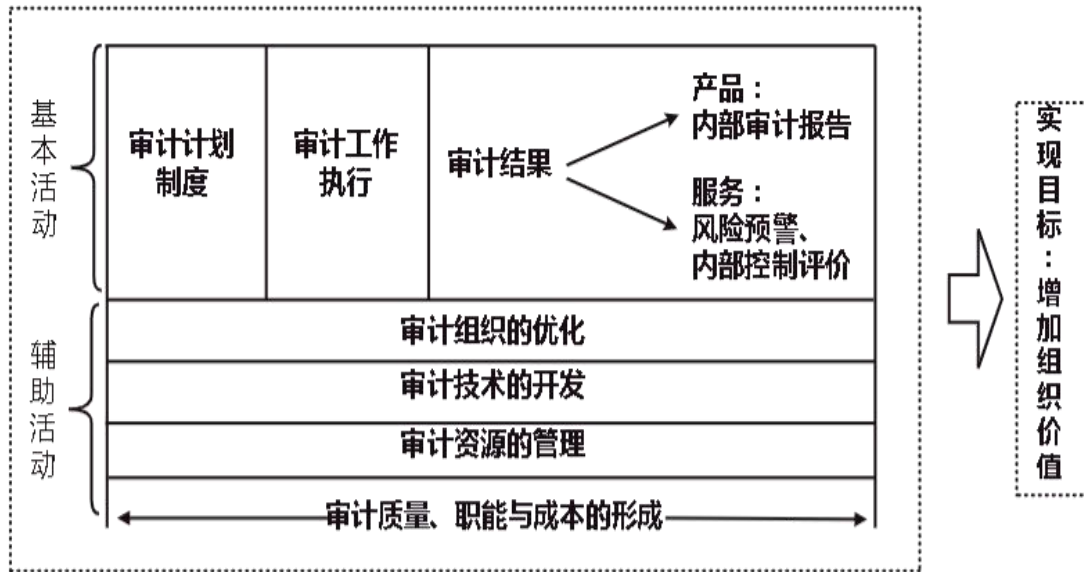 基本活动
审计计划
制度
审计工作
执行
审计结果
产品：
内部审计报告
服务：
风险预警、
内部控制评价
辅助活动
审计组织的优化
审计技术的开发
审计资源的管理
审计质量、职能与成本的形成
实现目标：增加组织价值